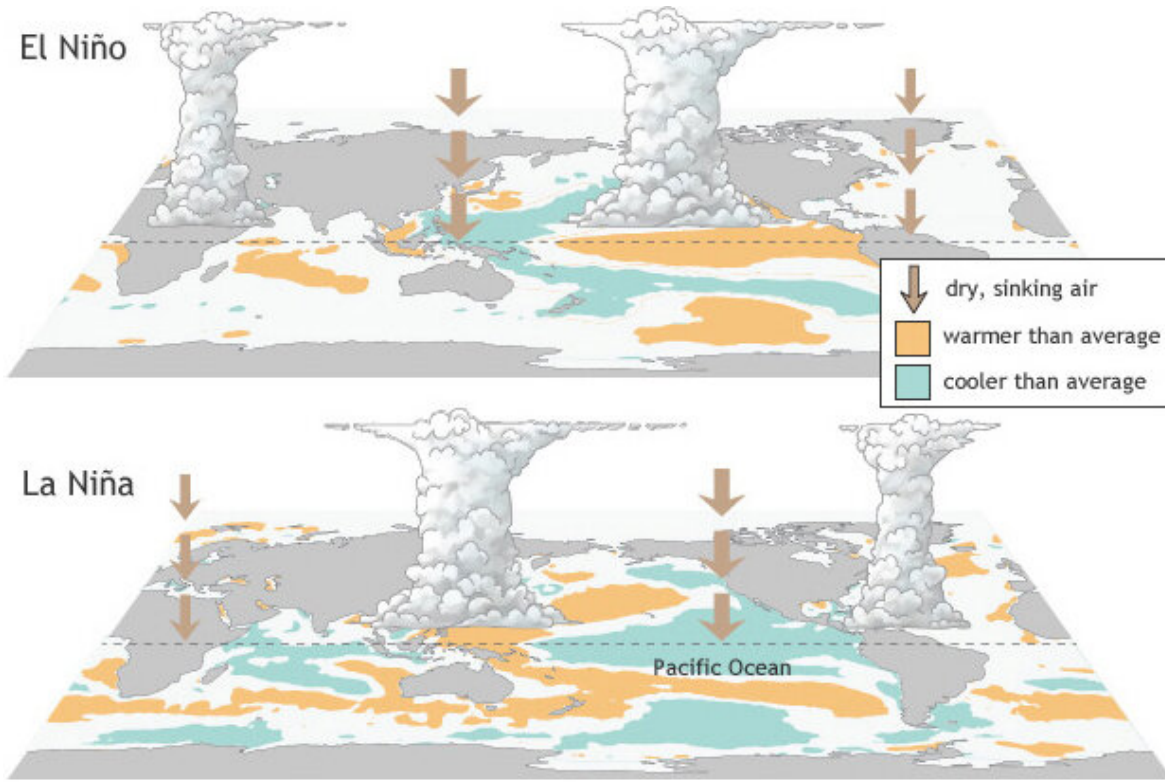 El Niño
dry, sinking air
warmer than average
cooler than average
La Niña
Pacific Ocean